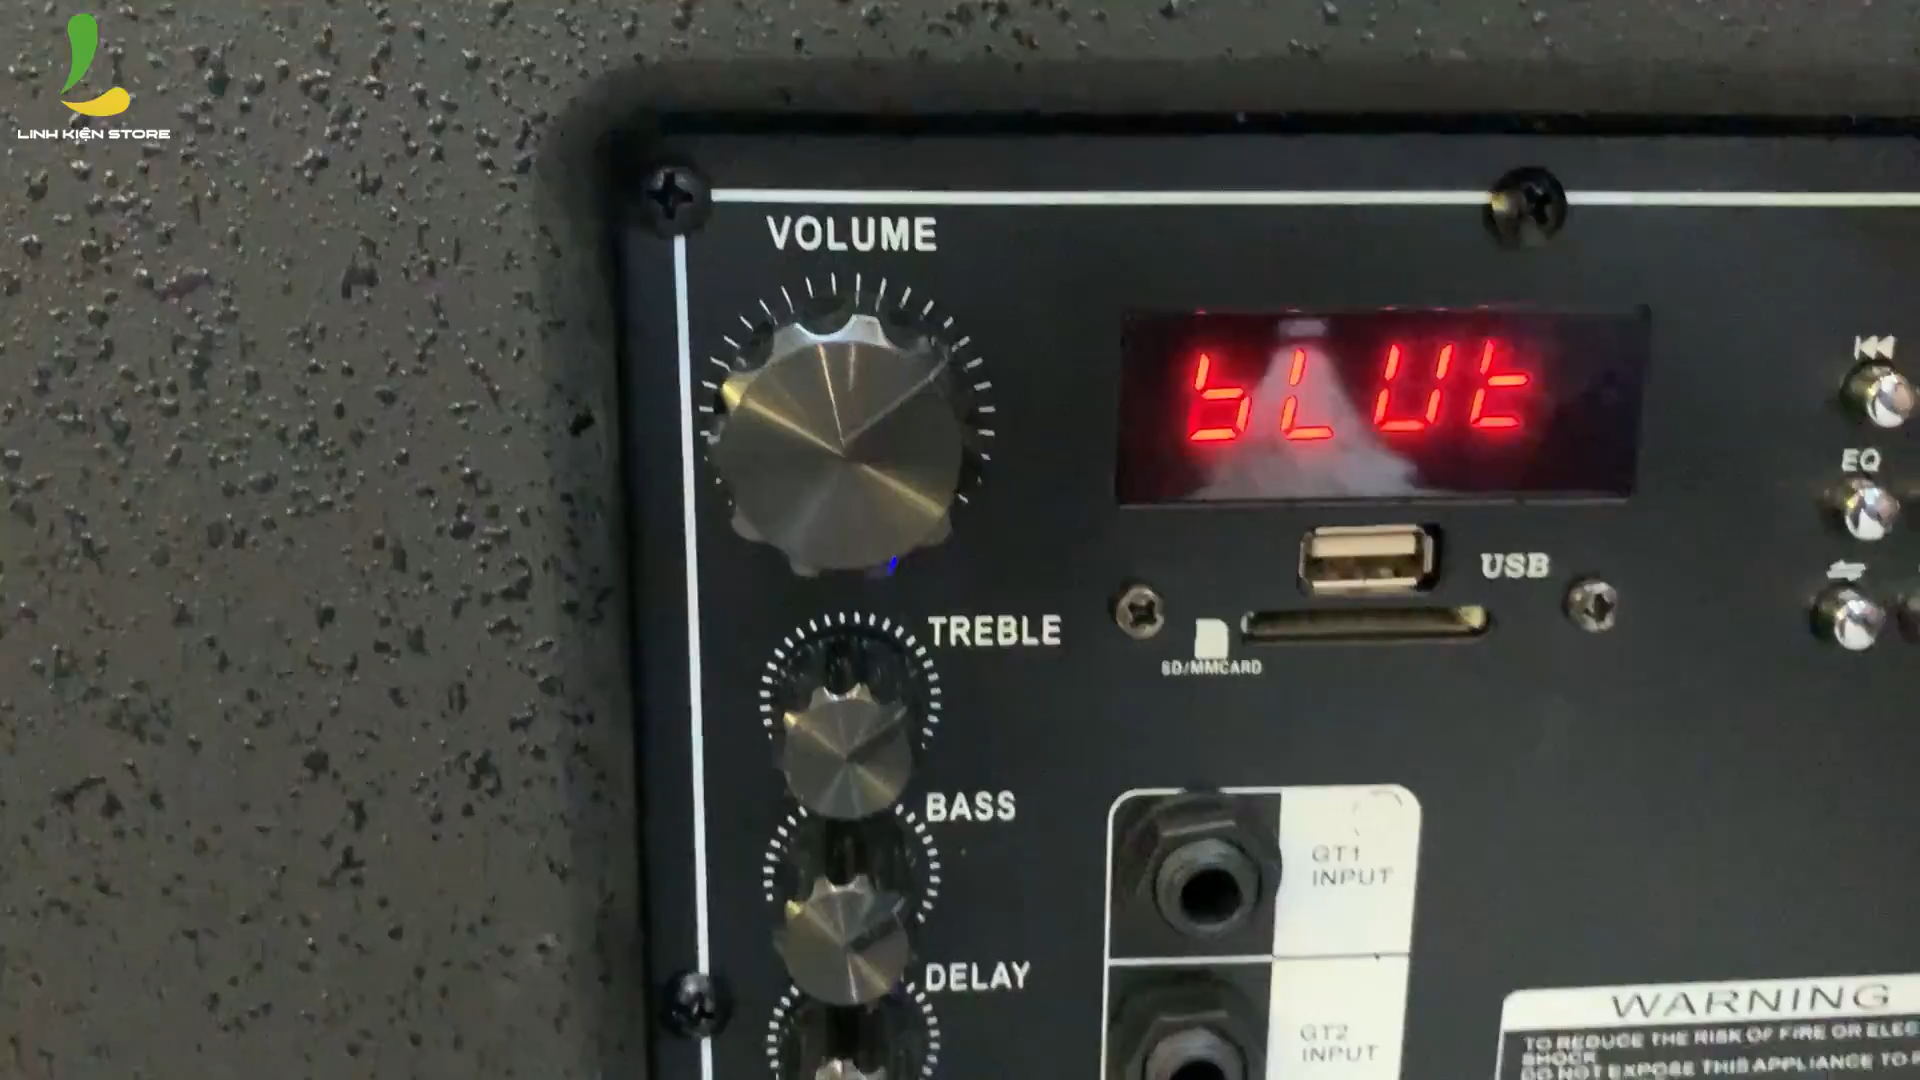 LINH KIỆN STORE
VOLUME
bLUt
EQ
USB
SD/MMCARD
TREBLE
BASS
DELAY
GT1
INPUT
GT2
INPUT
WARNING
TO REDUCE THE RISK OF FIRE OR ELEC
SHOCK
DO NOT EXPOSE THIS APPLIANCE TO